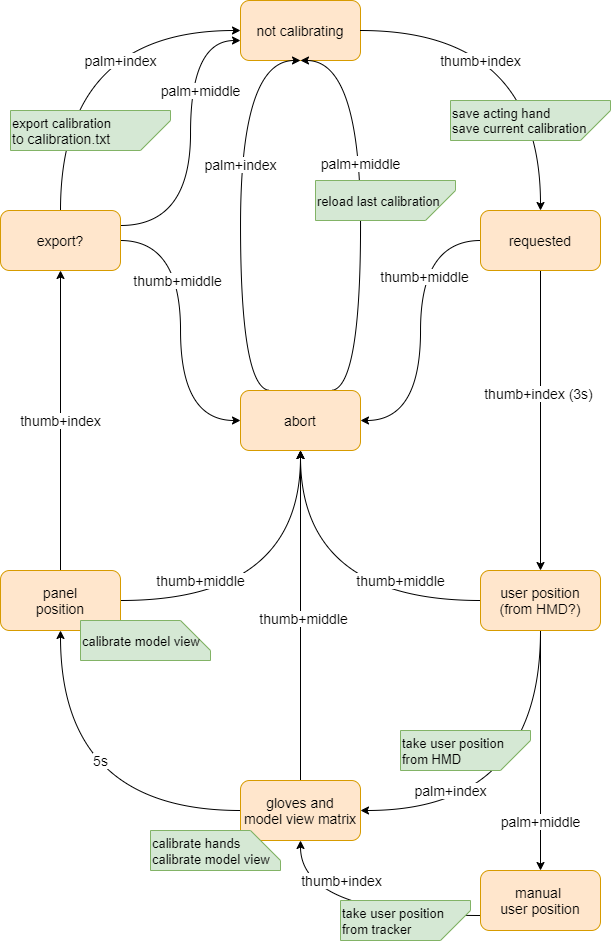 not calibrating
palm+index
thumb+index
palm+middle
export calibration
to calibration.txt
save acting hand
save current calibration
palm+index
palm+middle
reload last calibration
export?
requested
thumb+middle
thumb+middle
thumb+index (3s)
thumb+index
abort
panel
position
thumb+middle
thumb+middle
user position
(from HMD?)
thumb+middle
calibrate model view
take user position
from HMD
5s
palm+index
gloves and
model view matrix
palm+middle
calibrate hands
calibrate model view
thumb+index
manual
user position
take user position
from tracker